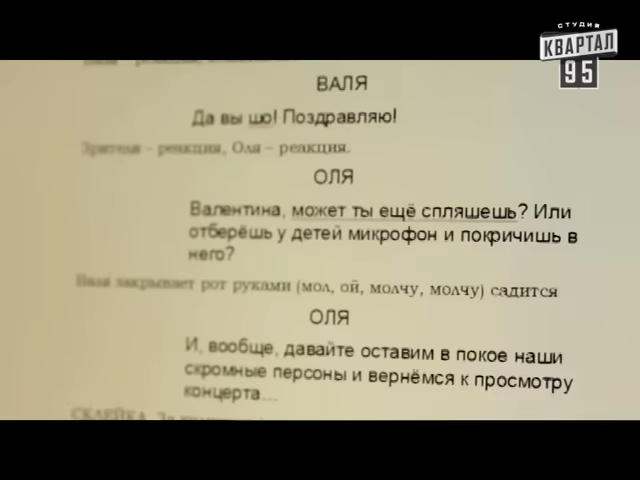 СТУДИЯ
КВАРТАЛ
95
ВАЛЯ
Да вы шо! Поздравляю!
Зрители – реакция, Оля – реакция.
ОЛЯ
Валентина, может ты ещё спляшешь? Или
отберёшь у детей микрофон и покричишь в
него?
Валя закрывает рот руками (мол, ой, молчу, молчу) садится
ОЛЯ
И, вообще, давайте оставим в покое наши
скромные персоны и вернёмся к просмотру
концерта...
СКЛЕЙКА.